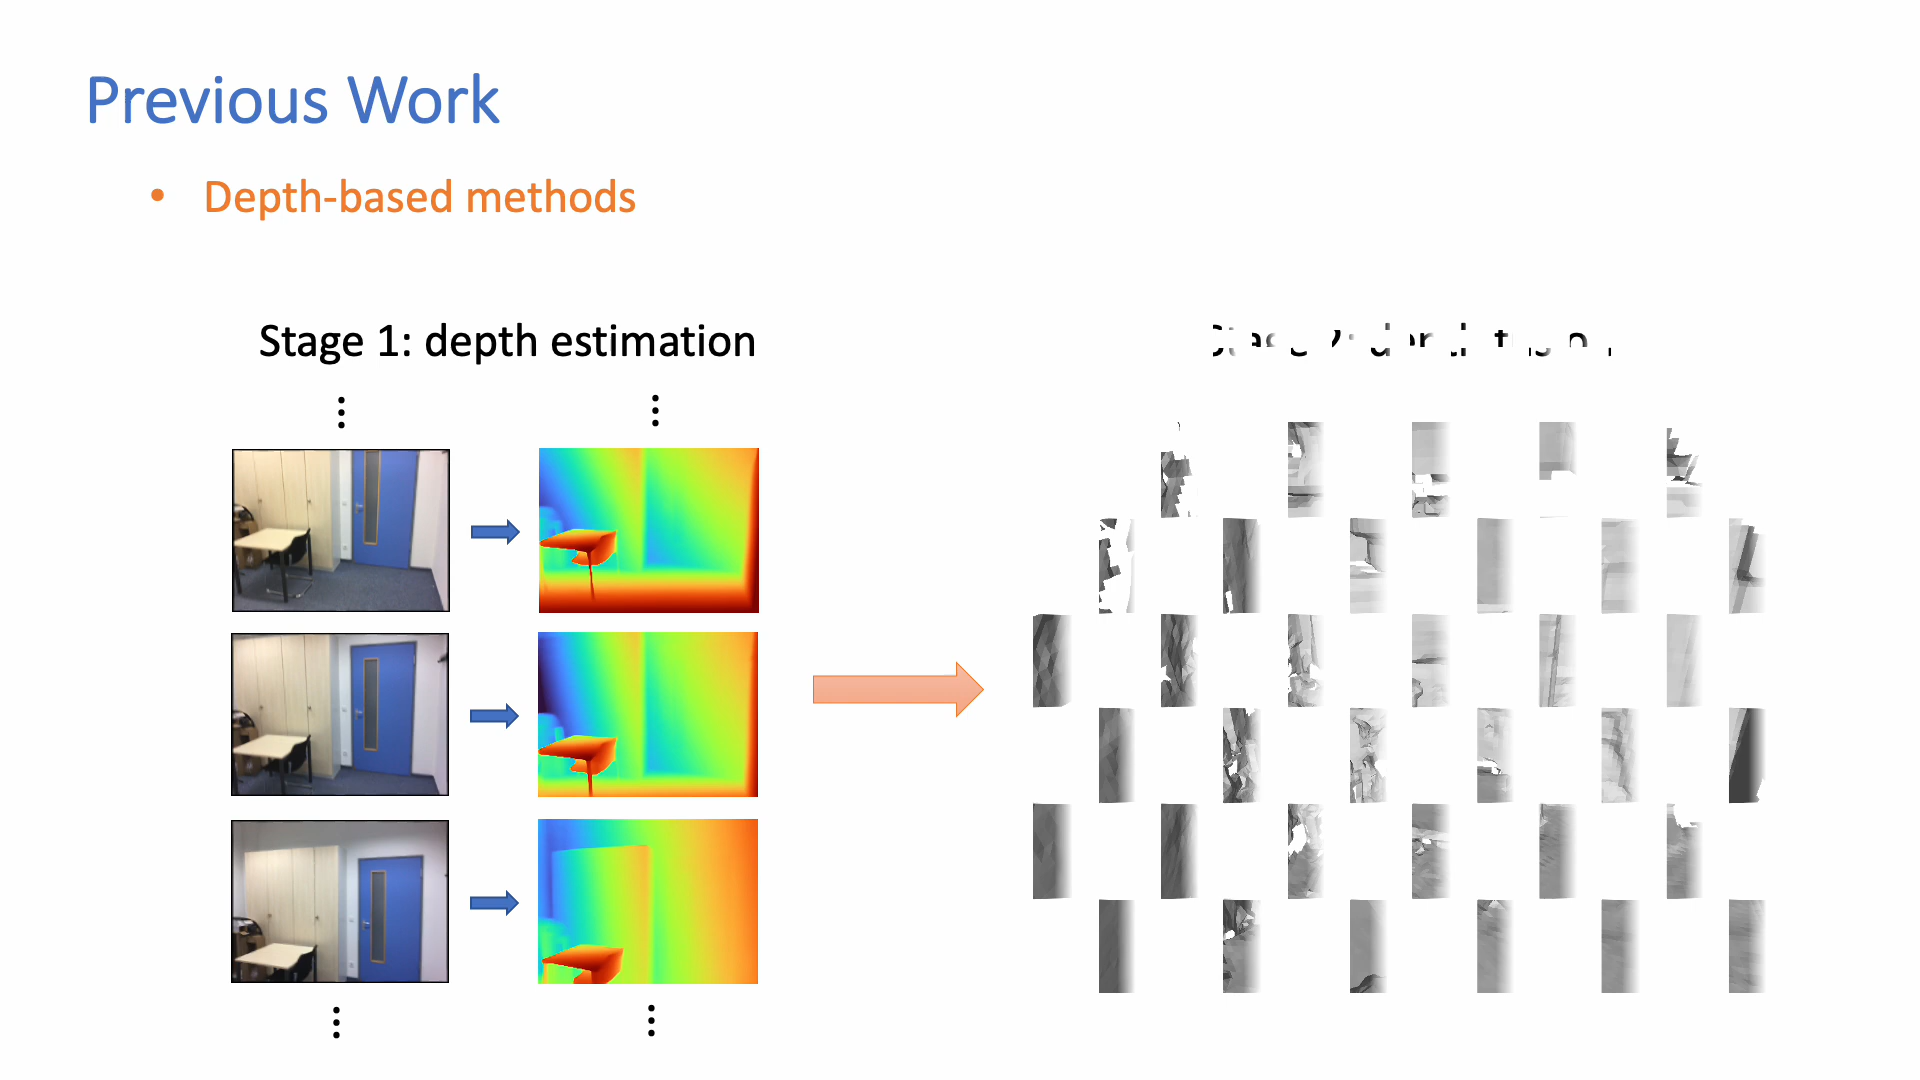 Previous Work
• Depth-based methods
Stage 1: depth estimation